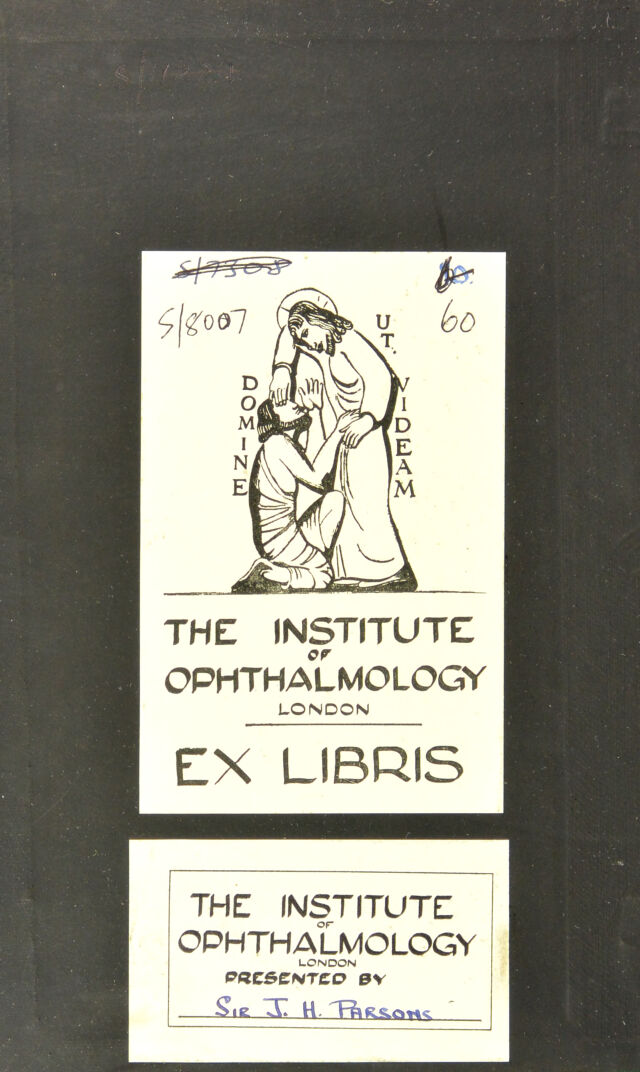 S/7508
S/8007
60
DOMINE
UT. VIDEAM
THE INSTITUTE
OF
OPHTHALMOLOGY
LONDON
EX LIBRIS
THE INSTITUTE
OF
OPHTHALMOLOGY
LONDON
PRESENTED BY
SIR J. H. PARSONS